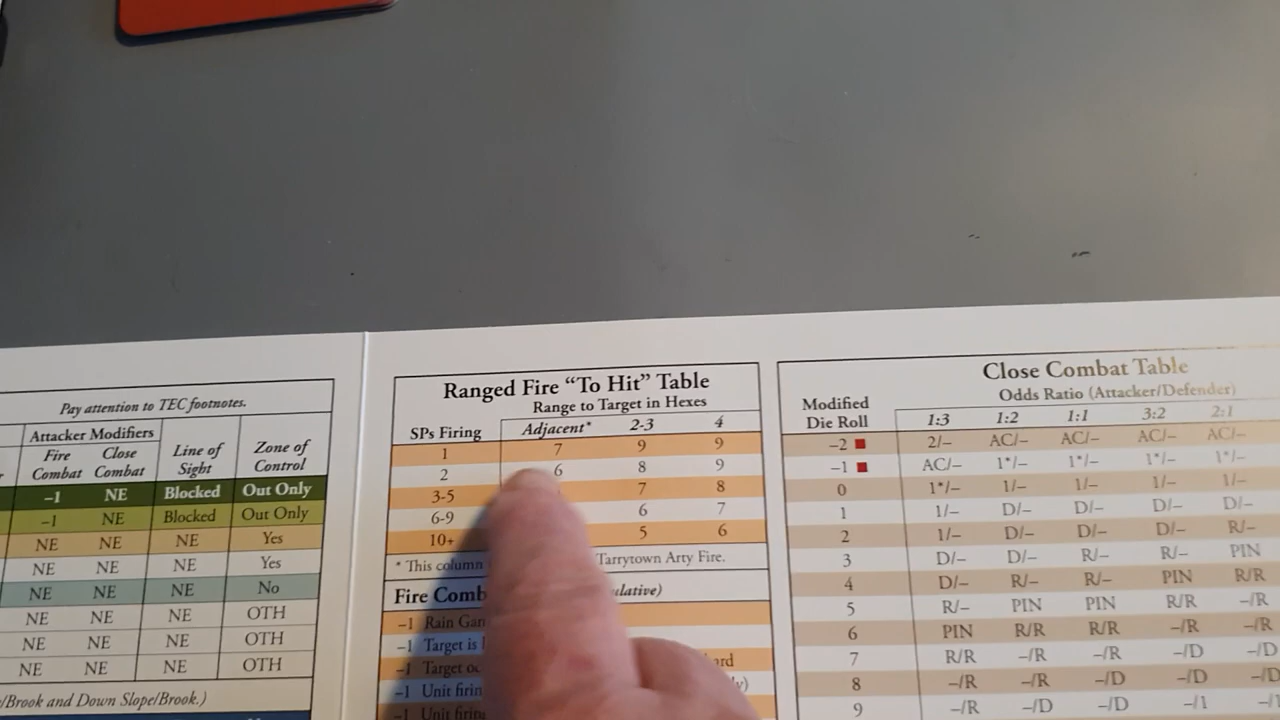 Pay attention to TEC footnotes.
Attacker Modifiers
Fire Combat
Close Combat
Line of Sight
Zone of Control
–1 NE Blocked Out Only
–1 NE Blocked Out Only
NE NE NE Yes
NE NE NE Yes
NE NE NE No
NE NE NE OTH
NE NE NE OTH
NE NE NE OTH
/Brook and Down Slope/Brook.)
Ranged Fire “To Hit” Table
Range to Target in Hexes
SPs Firing Adjacent* 2-3 4
1 7 9 9
2 6 8 9
3-5 7 8
6-9 6 7
10+ 5 6
* This column Tarrytown Arty Fire.
Fire Comb
–1 Rain
–1 Target is
–1 Target
–1 Unit
–1 Unit
Close Combat Table
Odds Ratio (Attacker/Defender)
Modified
Die Roll 1:3 1:2 1:1 3:2 2:1
–2 2/– AC/– AC/– AC/– AC/–
–1 AC/– 1*/– 1*/– 1*/– 1*/–
0 1*/– 1/– 1/– 1/– 1/–
1 1/– D/– D/– D/– D/–
2 1/– D/– D/– D/– R/–
3 D/– D/– R/– R/– PIN
4 D/– R/– R/– PIN R/R
5 R/– PIN PIN R/R –/R
6 PIN R/R R/R –/R –/R
7 R/R –/R –/R –/D –/D
8 –/R –/R –/D –/D
9 –/R –/D –/D –/1